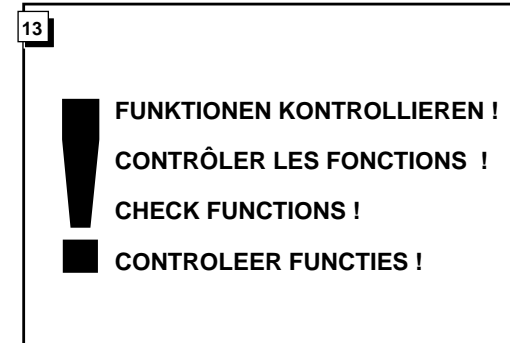 13
FUNKTIONEN KONTROLLIEREN !
CONTRÔLER LES FONCTIONS !
CHECK FUNCTIONS !
CONTROLEER FUNCTIES !